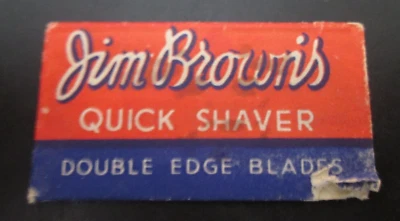 Jim Brown's
QUICK SHAVER
DOUBLE EDGE BLADES